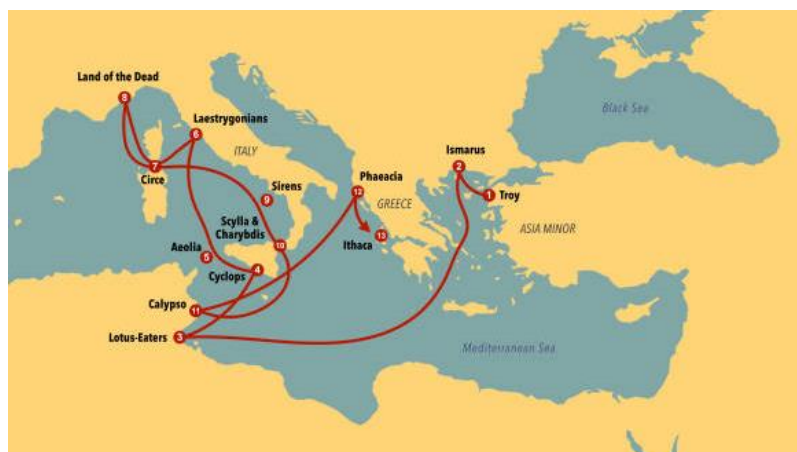 Land of the Dead
8
Laestrygonians
6
Black Sea
ITALY
Ismarus
2
7
Circe
Sirens
9
Phaeacia
12
1
Troy
GREECE
Scylla &
Charybdis
10
Ithaca
13
ASIA MINOR
Aeolia
5
4
Cyclops
Calypso
11
Lotus-Eaters
3
Mediterranean Sea